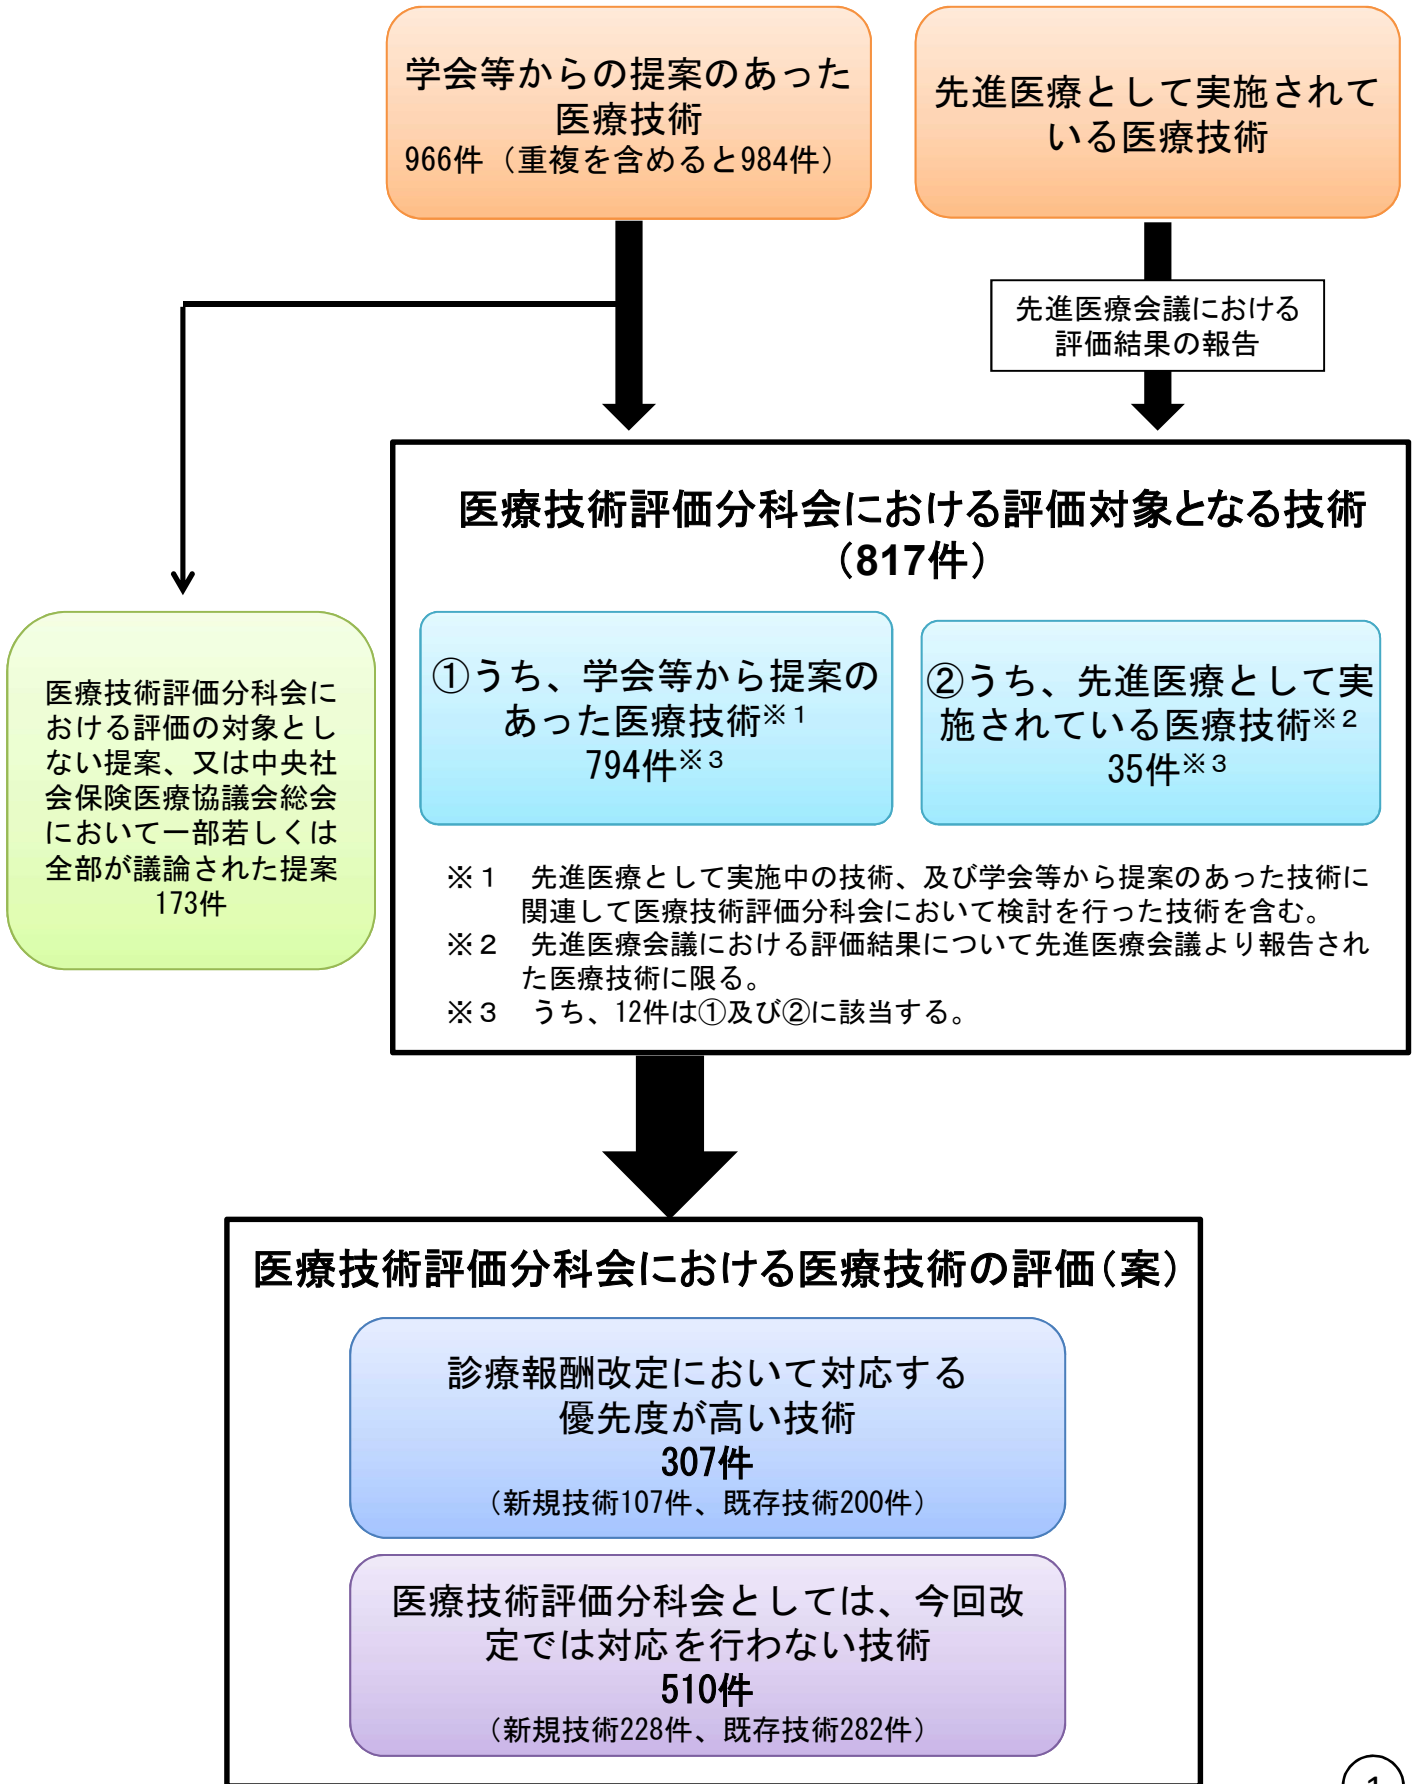 学会等からの提案のあった
医療技術
966件（重複を含めると984件）
先進医療として実施されて
いる医療技術
先進医療会議における
評価結果の報告
医療技術評価分科会における評価対象となる技術
（817件）
①うち、学会等から提案の
あった医療技術※１
794件※３
②うち、先進医療として実
施されている医療技術※２
35件※３
※１　先進医療として実施中の技術、及び学会等から提案のあった技術に
関連して医療技術評価分科会において検討を行った技術を含む。
※２　先進医療会議における評価結果について先進医療会議より報告され
た医療技術に限る。
※３　うち、12件は①及び②に該当する。
医療技術評価分科会に
おける評価の対象とし
ない提案、又は中央社
会保険医療協議会総会
において一部若しくは
全部が議論された提案
173件
医療技術評価分科会における医療技術の評価（案）
診療報酬改定において対応する
優先度が高い技術
307件
（新規技術107件、既存技術200件）
医療技術評価分科会としては、今回改
定では対応を行わない技術
510件
（新規技術228件、既存技術282件）
1